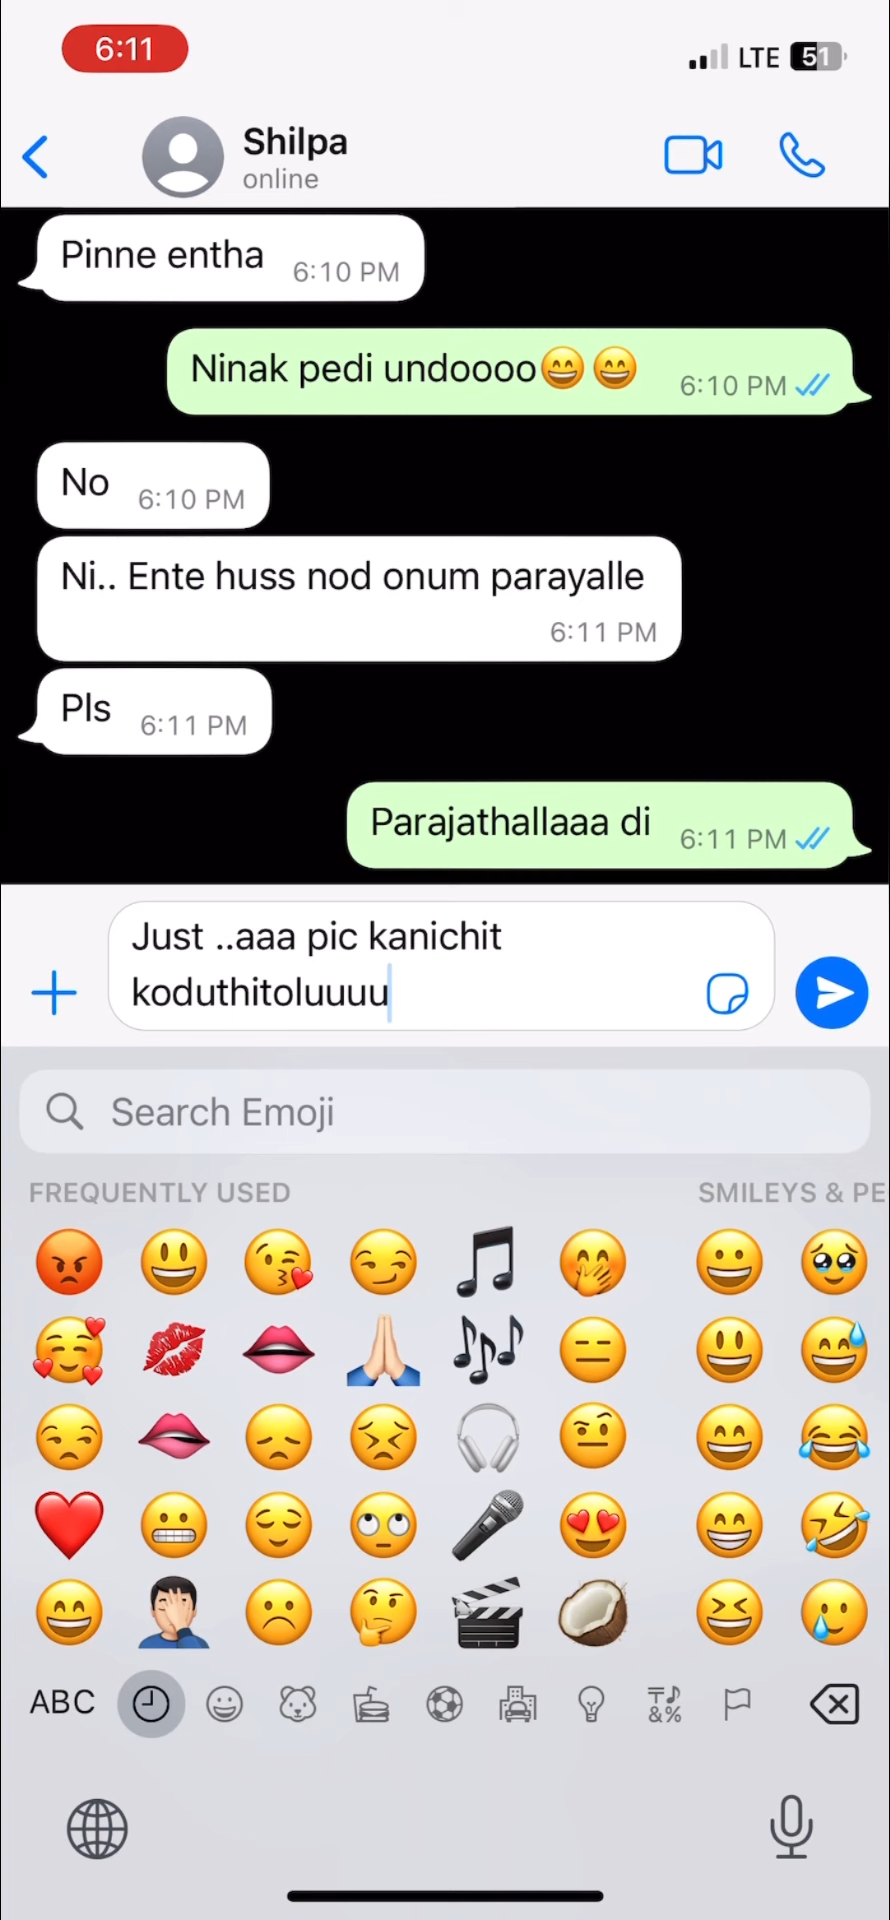 6:11
LTE 51
Shilpa
online
Pinne entha 6:10 PM
Ninak pedi undoooo😄😄 6:10 PM
No 6:10 PM
Ni.. Ente huss nod onum parayalle
6:11 PM
Pls 6:11 PM
Parajathallaaa di 6:11 PM
Just ..aaa pic kanichit
koduthitoluuuu
Search Emoji
FREQUENTLY USED SMILEYS & PE
ABC